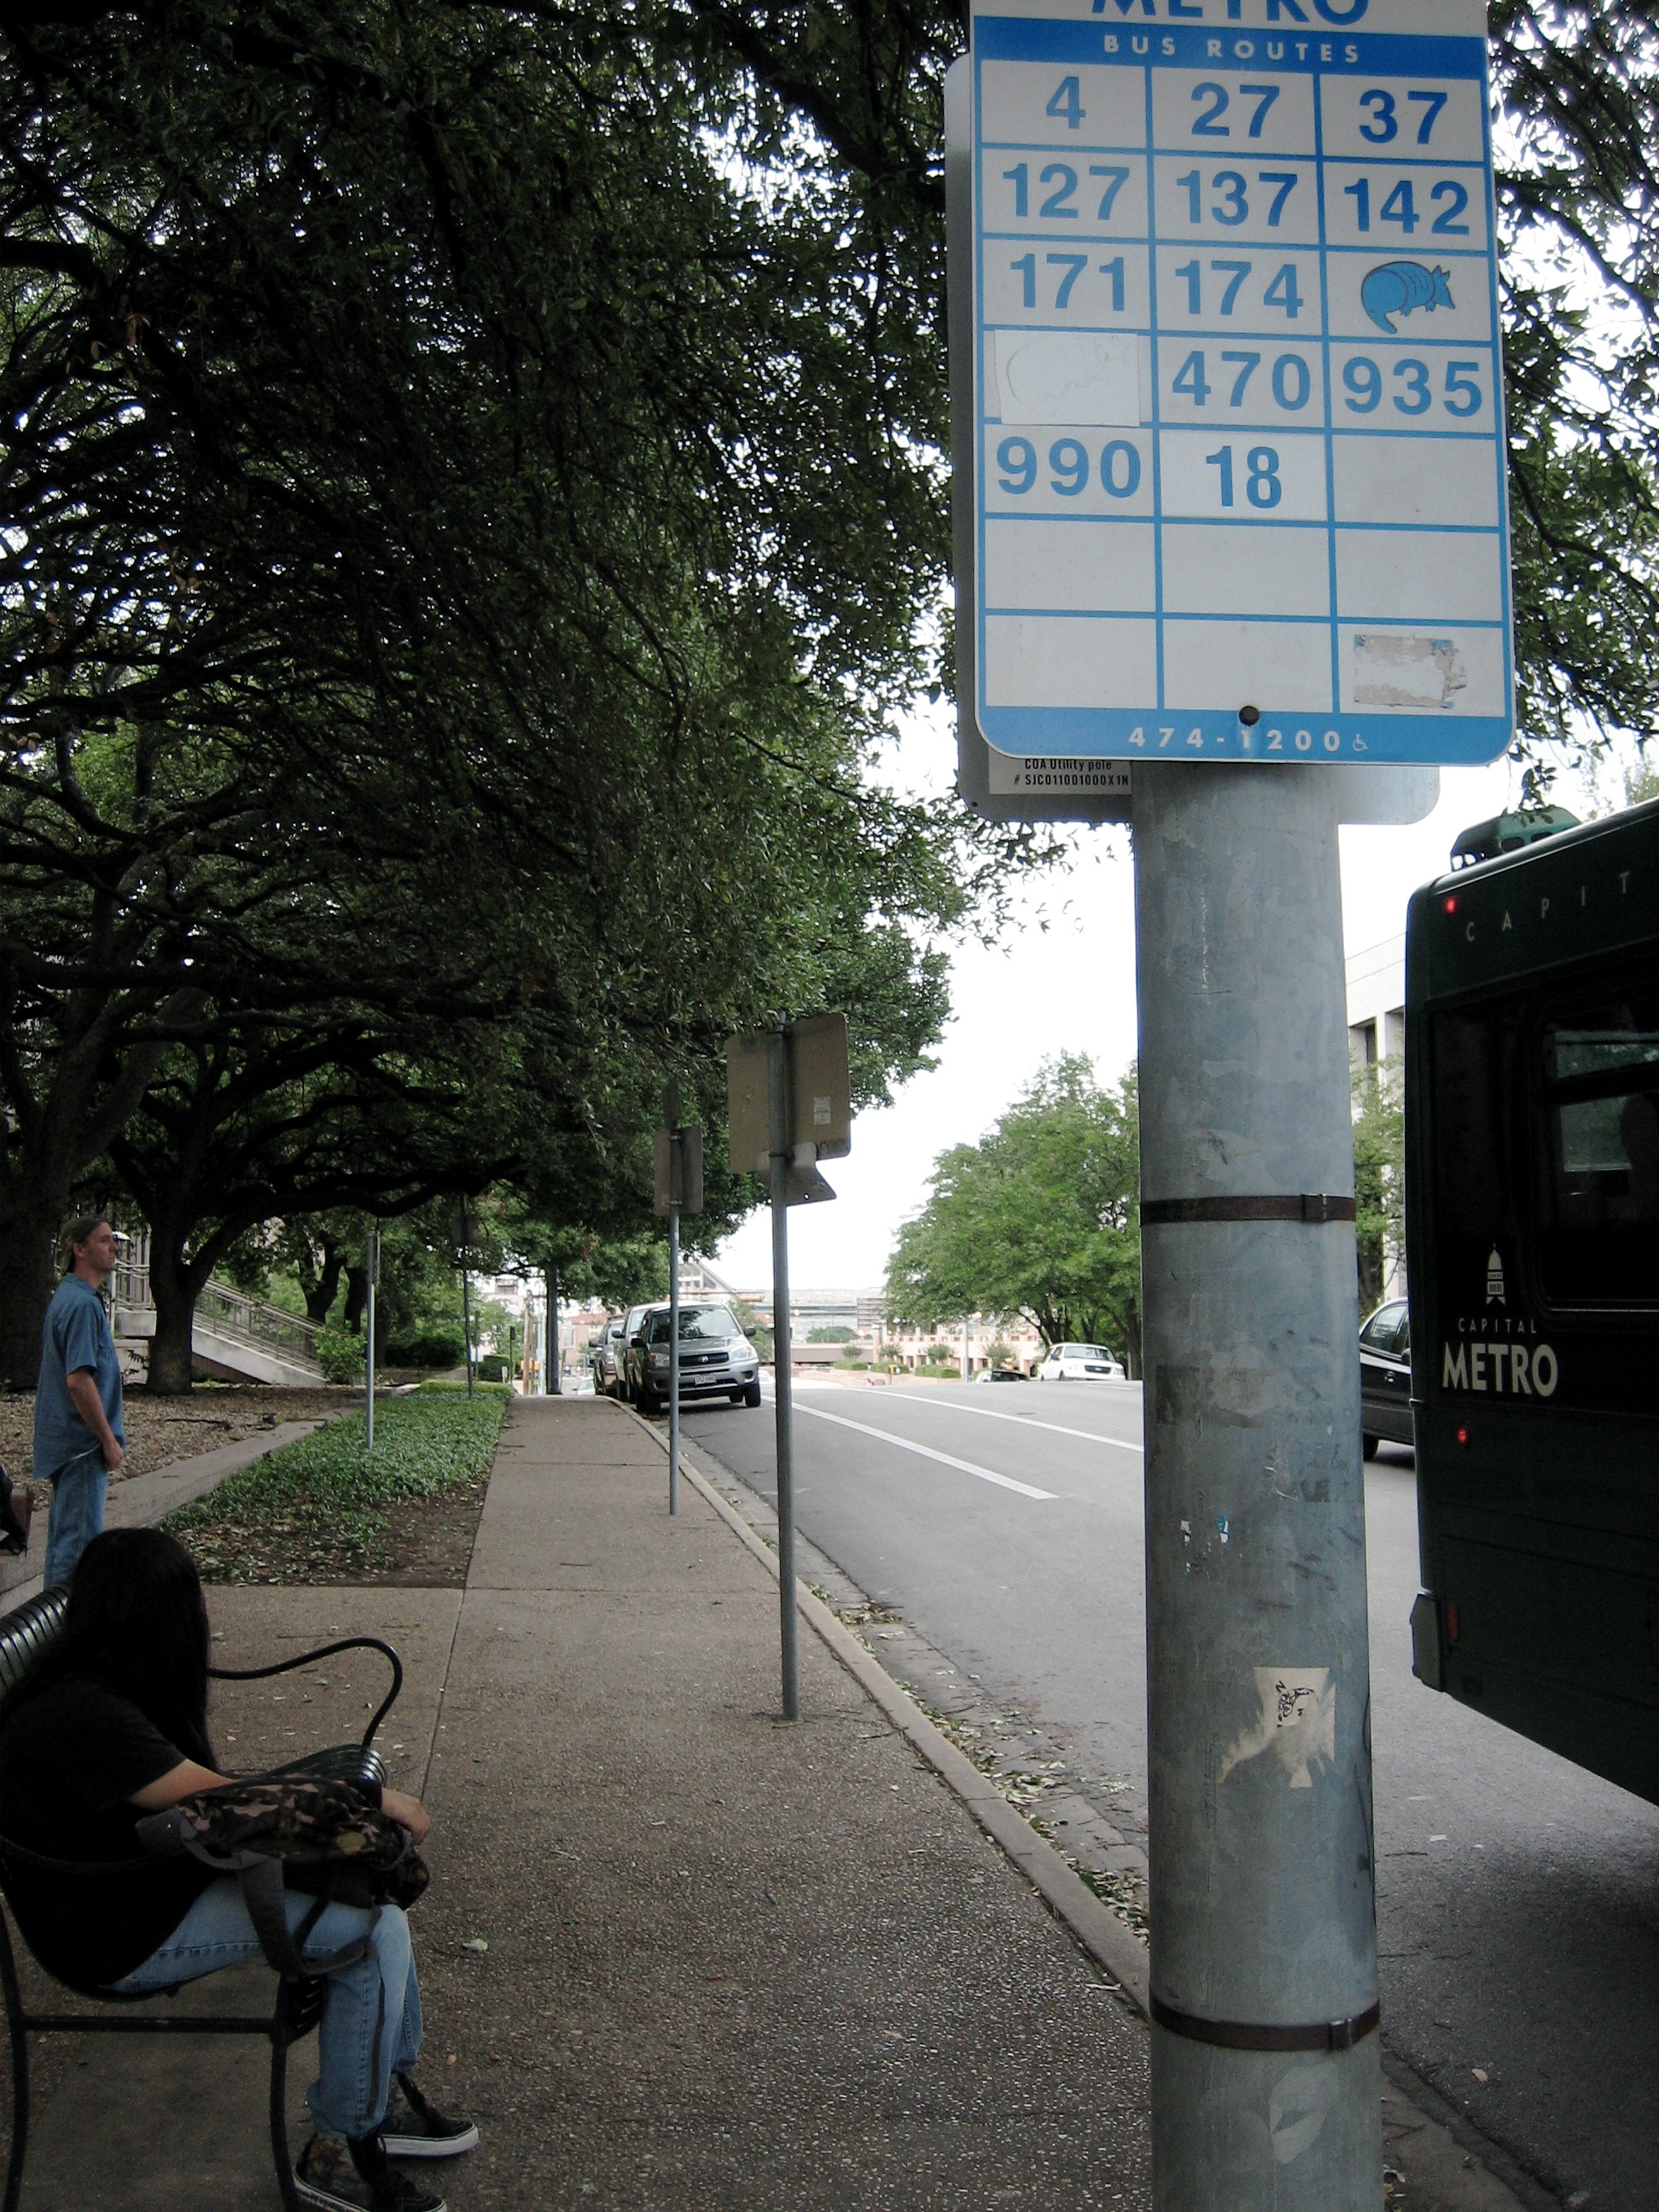 METRO
BUS ROUTES
4 27 37
127 137 142
171 174
470 935
990 18
474-1200
COA Utility pole
# SJC011001000X1N
CAPIT
CAPITAL
METRO